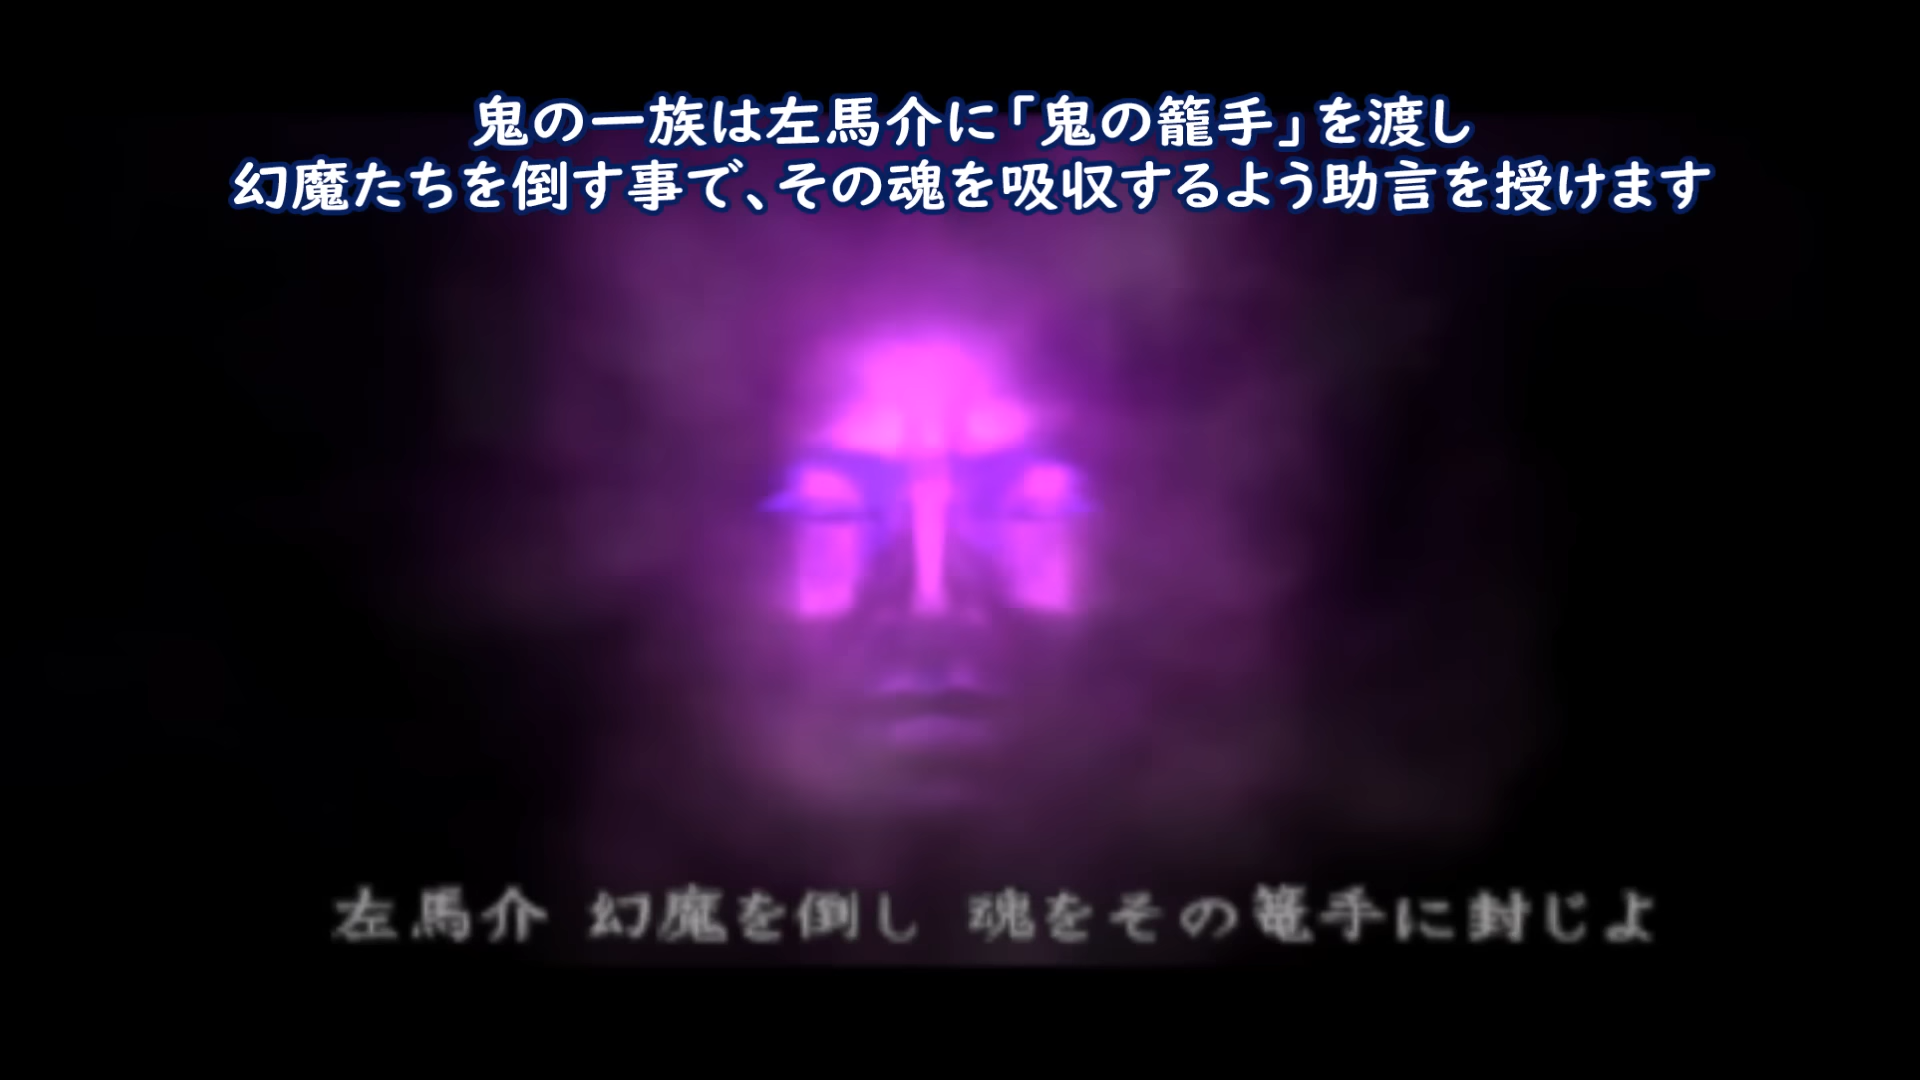 鬼の一族は左馬介に「鬼の籠手」を渡し
幻魔たちを倒す事で、その魂を吸収するよう助言を授けます
左馬介 幻魔を倒し 魂をその篭手に封じよ